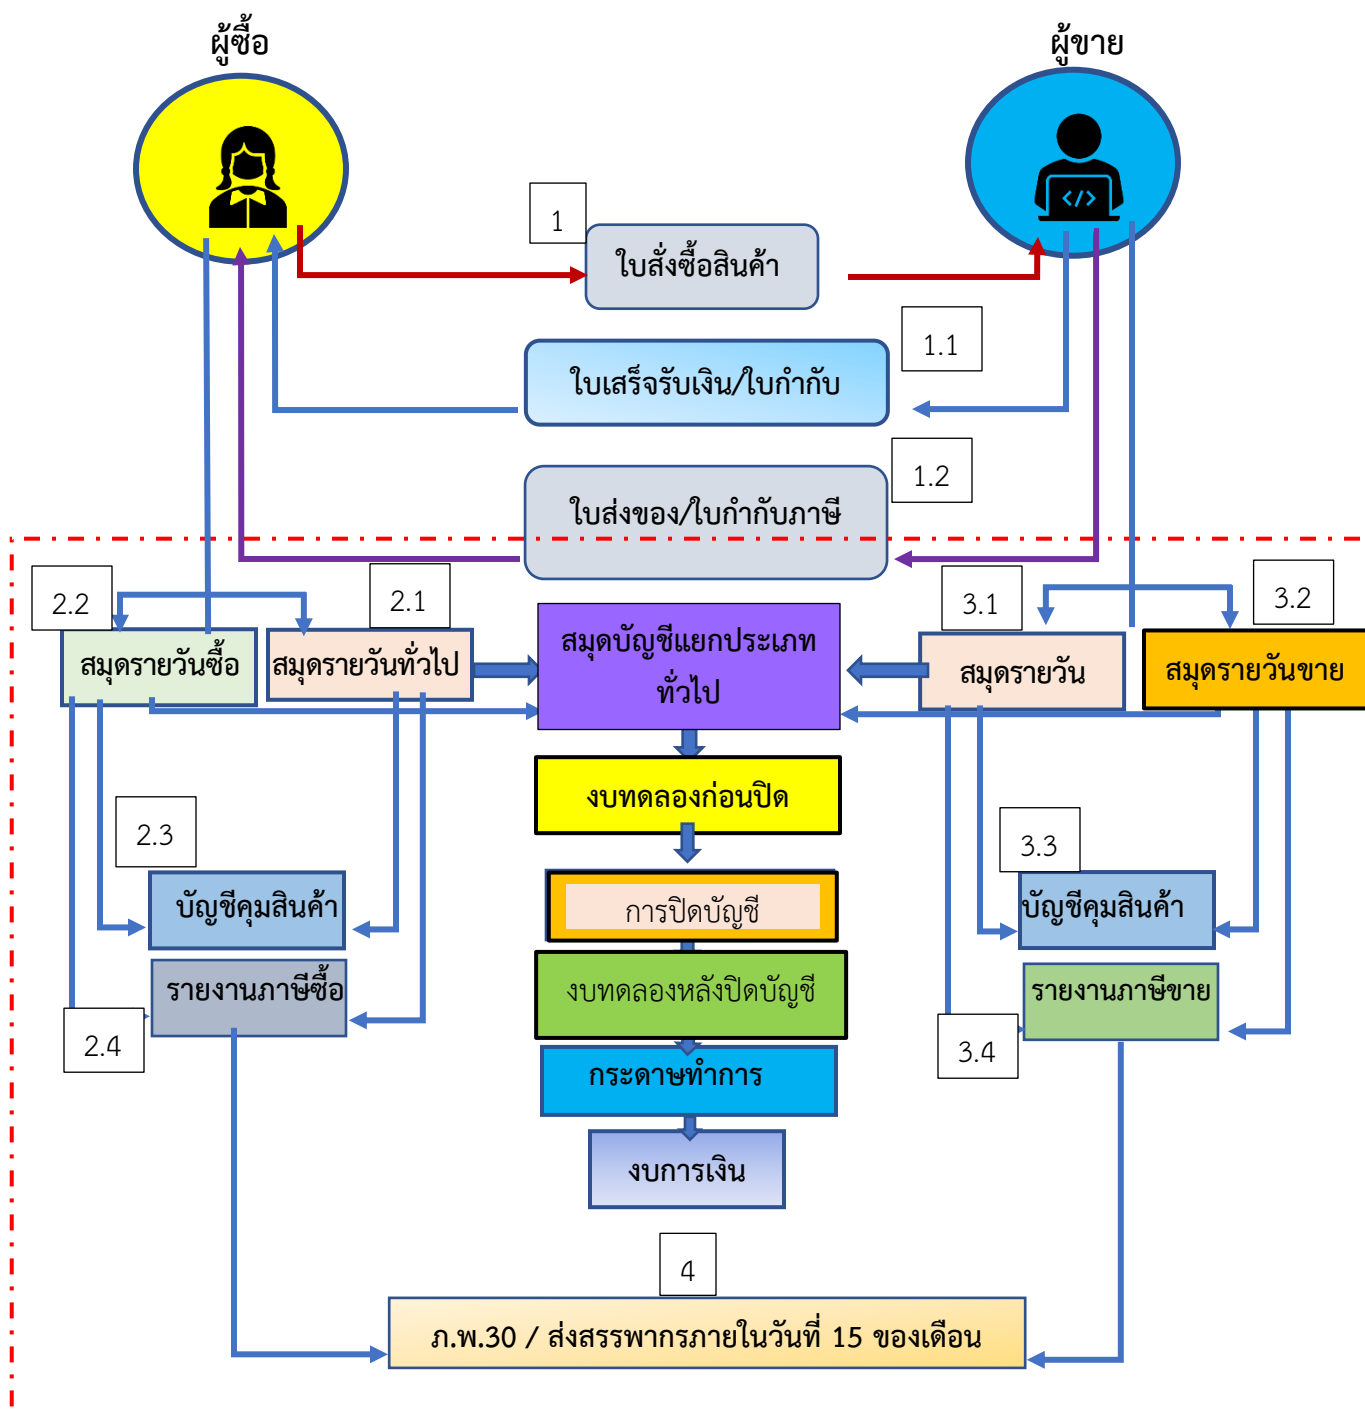 ผู้ซื้อ
ผู้ขาย
</>
1
ใบสั่งซื้อสินค้า
1.1
ใบเสร็จรับเงิน/ใบกำกับ
1.2
ใบส่งของ/ใบกำกับภาษี
2.2
2.1
3.1
3.2
สมุดรายวันซื้อ
สมุดรายวันทั่วไป
สมุดบัญชีแยกประเภท
ทั่วไป
สมุดรายวัน
สมุดรายวันขาย
งบทดลองก่อนปิด
2.3
3.3
บัญชีคุมสินค้า
การปิดบัญชี
บัญชีคุมสินค้า
รายงานภาษีซื้อ
งบทดลองหลังปิดบัญชี
รายงานภาษีขาย
2.4
3.4
กระดาษทำการ
งบการเงิน
4
ภ.พ.30 / ส่งสรรพากรภายในวันที่ 15 ของเดือน